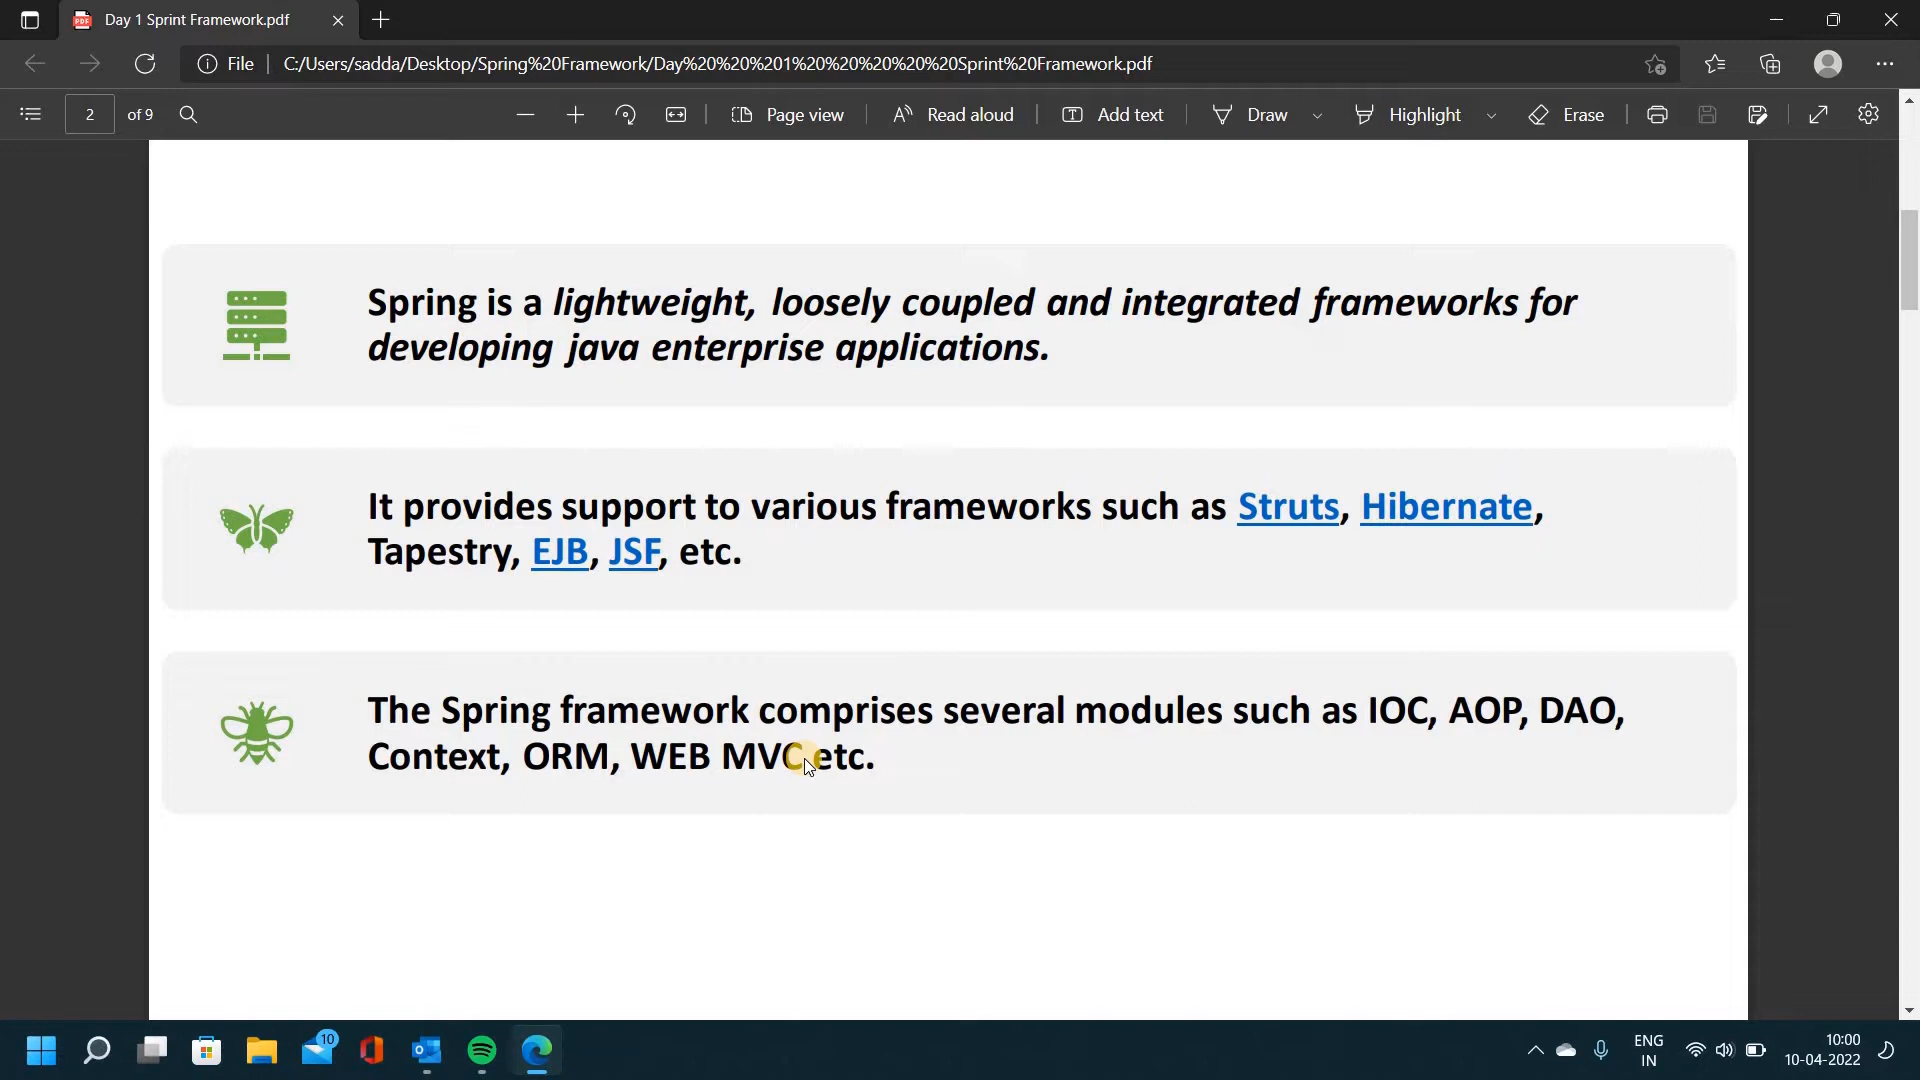 Day 1 Sprint Framework.pdf
File
C:/Users/sadda/Desktop/Spring%20Framework/Day%20%20%201%20%20%20%20%20Sprint%20Framework.pdf
2 of 9
Page view
Read aloud
Add text
Draw
Highlight
Erase
Spring is a lightweight, loosely coupled and integrated frameworks for
developing java enterprise applications.
It provides support to various frameworks such as Struts, Hibernate,
Tapestry, EJB, JSF, etc.
The Spring framework comprises several modules such as IOC, AOP, DAO,
Context, ORM, WEB MVC etc.
10
ENG
IN
10:00
10-04-2022